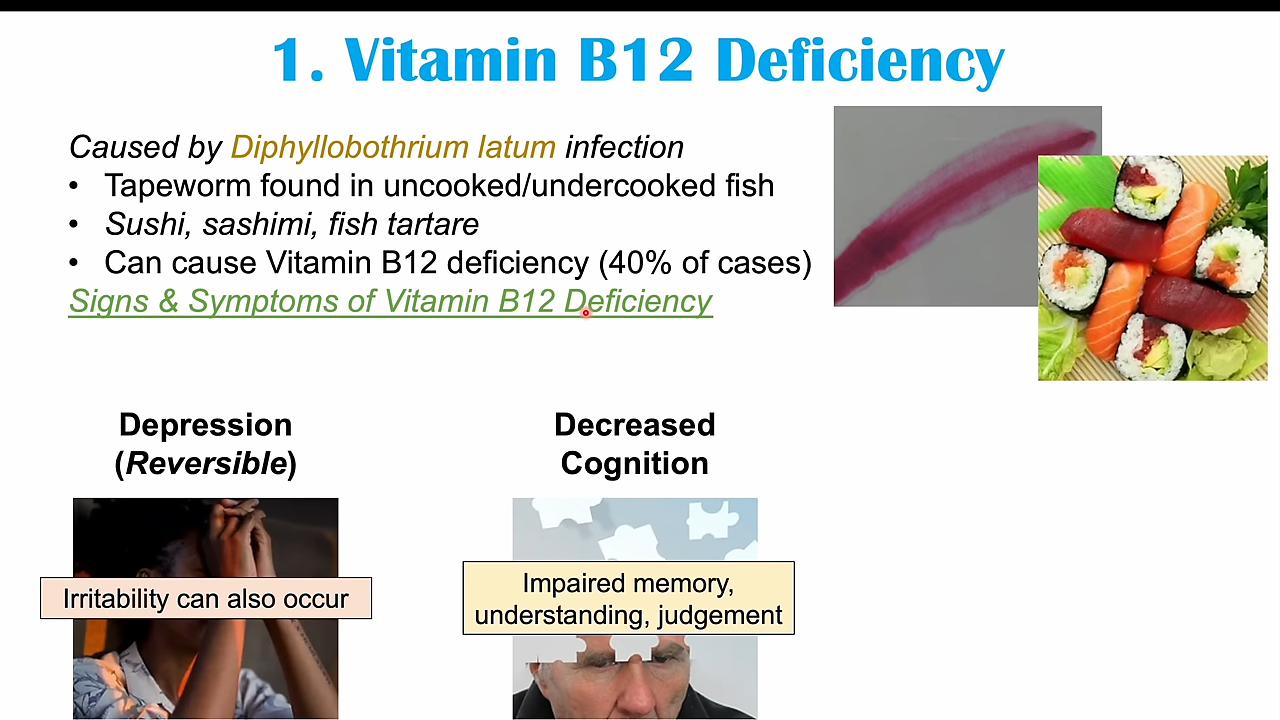 1. Vitamin B12 Deficiency
Caused by Diphyllobothrium latum infection
• Tapeworm found in uncooked/undercooked fish
• Sushi, sashimi, fish tartare
• Can cause Vitamin B12 deficiency (40% of cases)
Signs & Symptoms of Vitamin B12 Deficiency
Depression
(Reversible)
Irritability can also occur
Decreased
Cognition
Impaired memory,
understanding, judgement